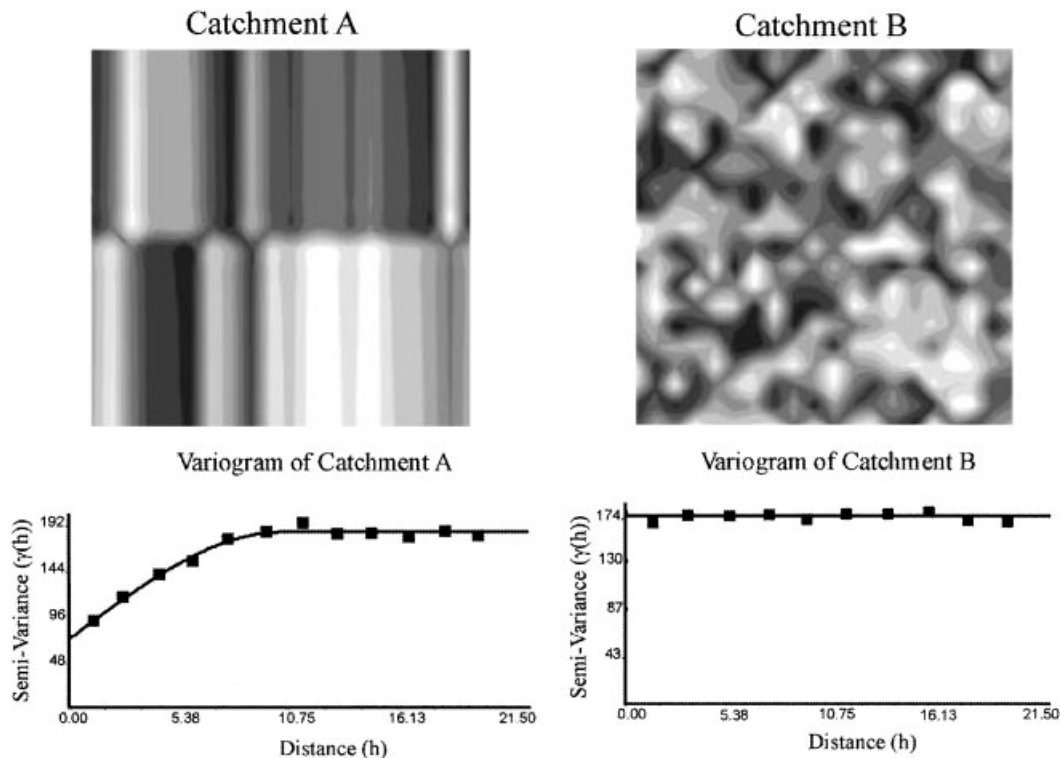 Catchment A
Catchment B
Variogram of Catchment A
Variogram of Catchment B
Semi-Variance (γ(h))
192.
144
96
48.
0.00
5.38
10.75
16.13
21.50
Distance (h)
Semi-Variance (γ(h))
174.
130.
87
43.
0.00
5.38
10.75
16.13
21.50
Distance (h)